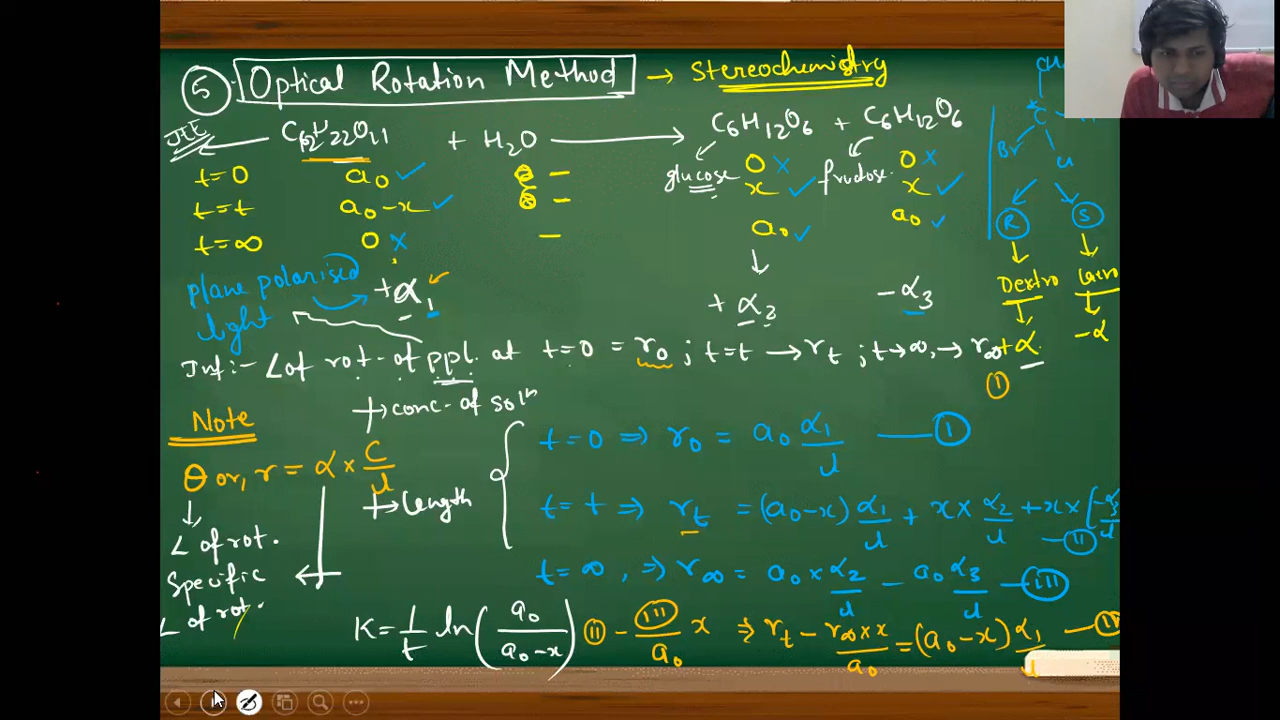 5 Optical Rotation Method → Stereochemistry
JEE ← C12H22O11 + H2O → C6H12O6 + C6H12O6
glucose fructose
t=0 a0 – 0 0
t=t a0-x – x x
t=∞ 0 – a0 a0
plane polarised light
+α1 +α2 -α3
Br C Cl
R S
Dextro Laevo
+α -α
Inf:- ∠ of rot. of ppl. at t=0 = r0 ; t=t → rt ; t→∞, → r∞
I
Note
→ conc. of soln
θ or, r = α × C/l
→ length
∠ of rot.
Specific ∠ of rot.
t=0 ⇒ r0 = a0 α1/l — I
t=t ⇒ rt = (a0-x) α1/l + x × α2/l + x × (-α3/l — II
t=∞, ⇒ r∞ = a0 × α2/l - a0 α3/l — III
K = 1/t ln(a0/a0-x)
II - III/a0 x ⇒ rt - r∞ × x/a0 = (a0-x) α1/l